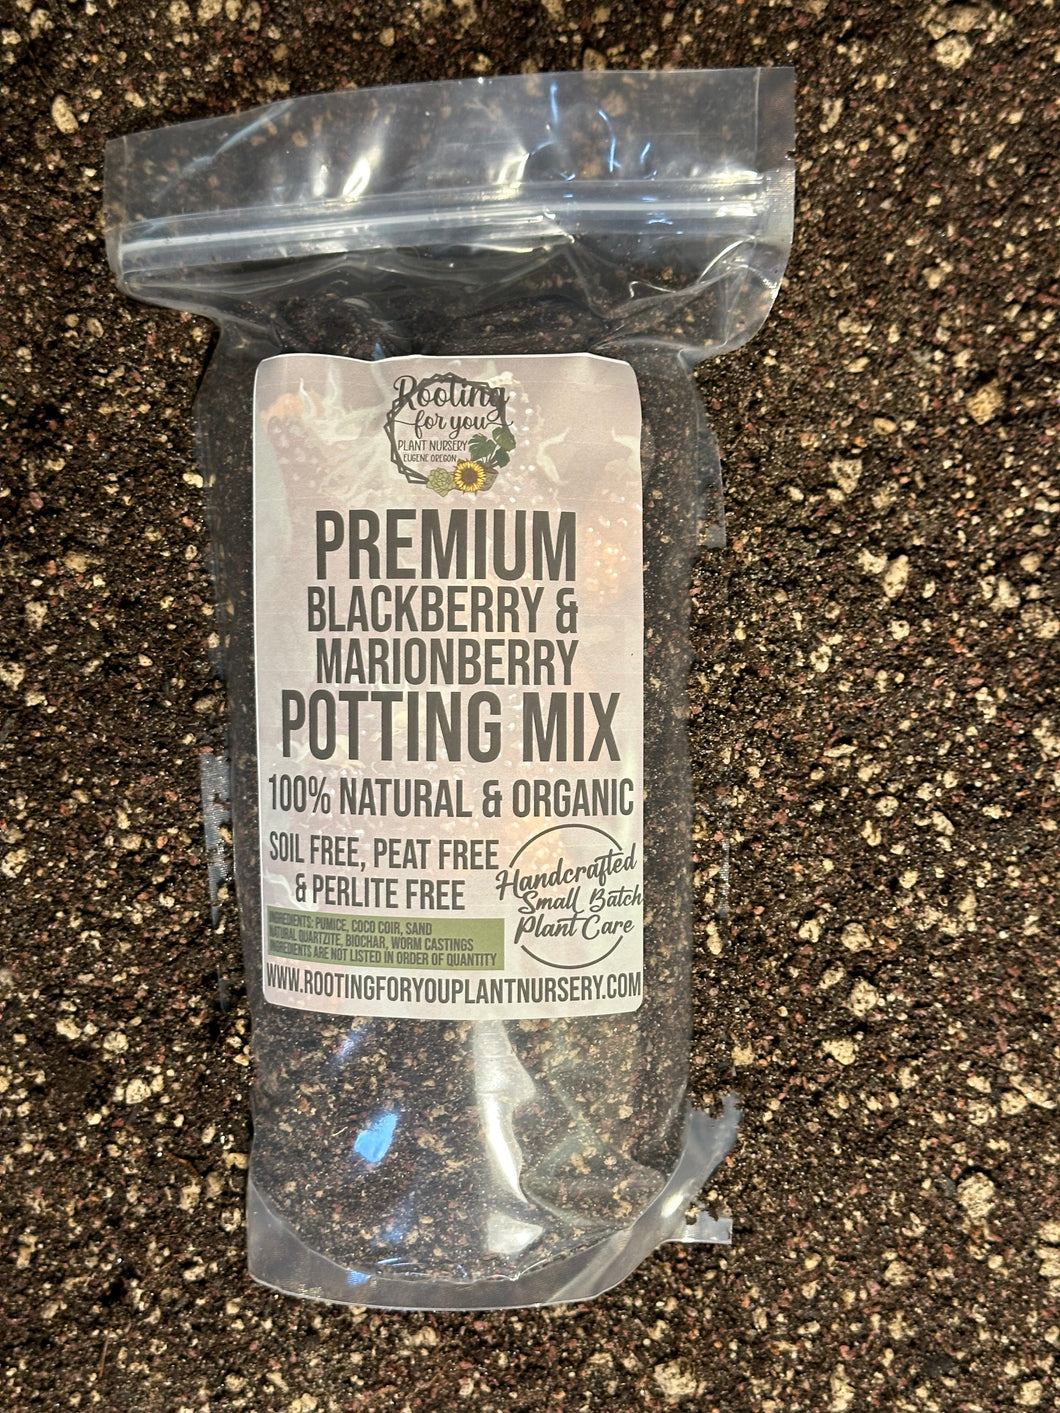 Rooting
for you
PLANT NURSERY
EUGENE OREGON
PREMIUM
BLACKBERRY &
MARIONBERRY
POTTING MIX
100% NATURAL & ORGANIC
SOIL FREE, PEAT FREE
& PERLITE FREE
Handcrafted
Small Batch
Plant Care
INGREDIENTS: PUMICE, COCO COIR, SAND
NATURAL QUARTZITE, BIOCHAR, WORM CASTINGS
INGREDIENTS ARE NOT LISTED IN ORDER OF QUANTITY
WWW.ROOTINGFORYOUPLANTNURSERY.COM